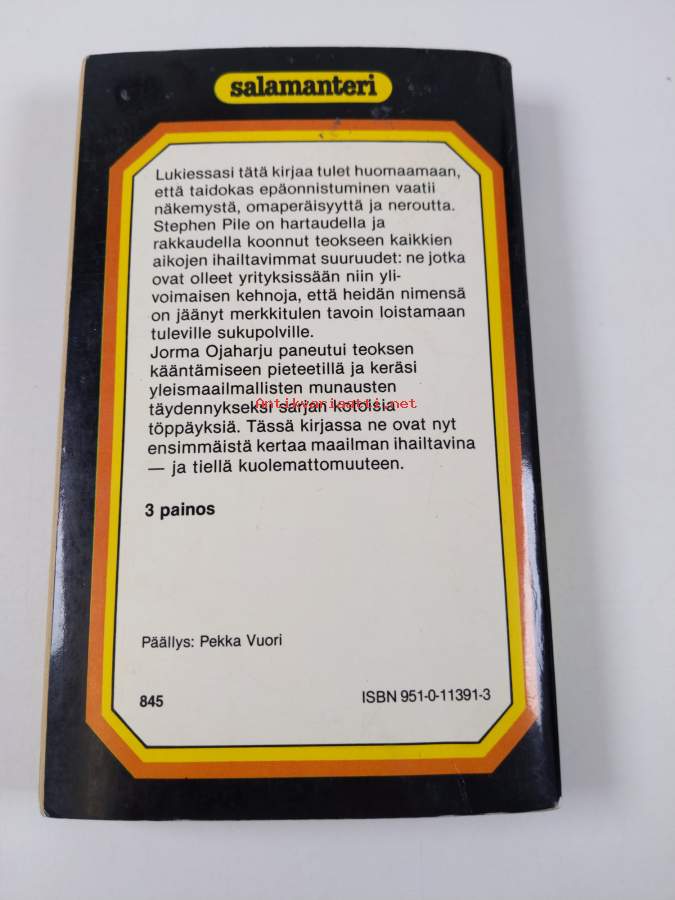 salamanteri
Lukiessasi tätä kirjaa tulet huomaamaan,
että taidokas epäonnistuminen vaatii
näkemystä, omaperäisyyttä ja neroutta.
Stephen Pile on hartaudella ja
rakkaudella koonnut teokseen kaikkien
aikojen ihailtavimmat suuruudet: ne jotka
ovat olleet yrityksissään niin yli-
voimaisen kehnoja, että heidän nimensä
on jäänyt merkkitulen tavoin loistamaan
tuleville sukupolville.
Jorma Ojaharju paneutui teoksen
kääntämiseen pieteetillä ja keräsi
yleismaailmallisten munausten
täydennykseksi sarjan kotoisia
Antikvariaatti.net
töppäyksiä. Tässä kirjassa ne ovat nyt
ensimmäistä kertaa maailman ihailtavina
— ja tiellä kuolemattomuuteen.
3 painos
Päällys: Pekka Vuori
845
ISBN 951-0-11391-3